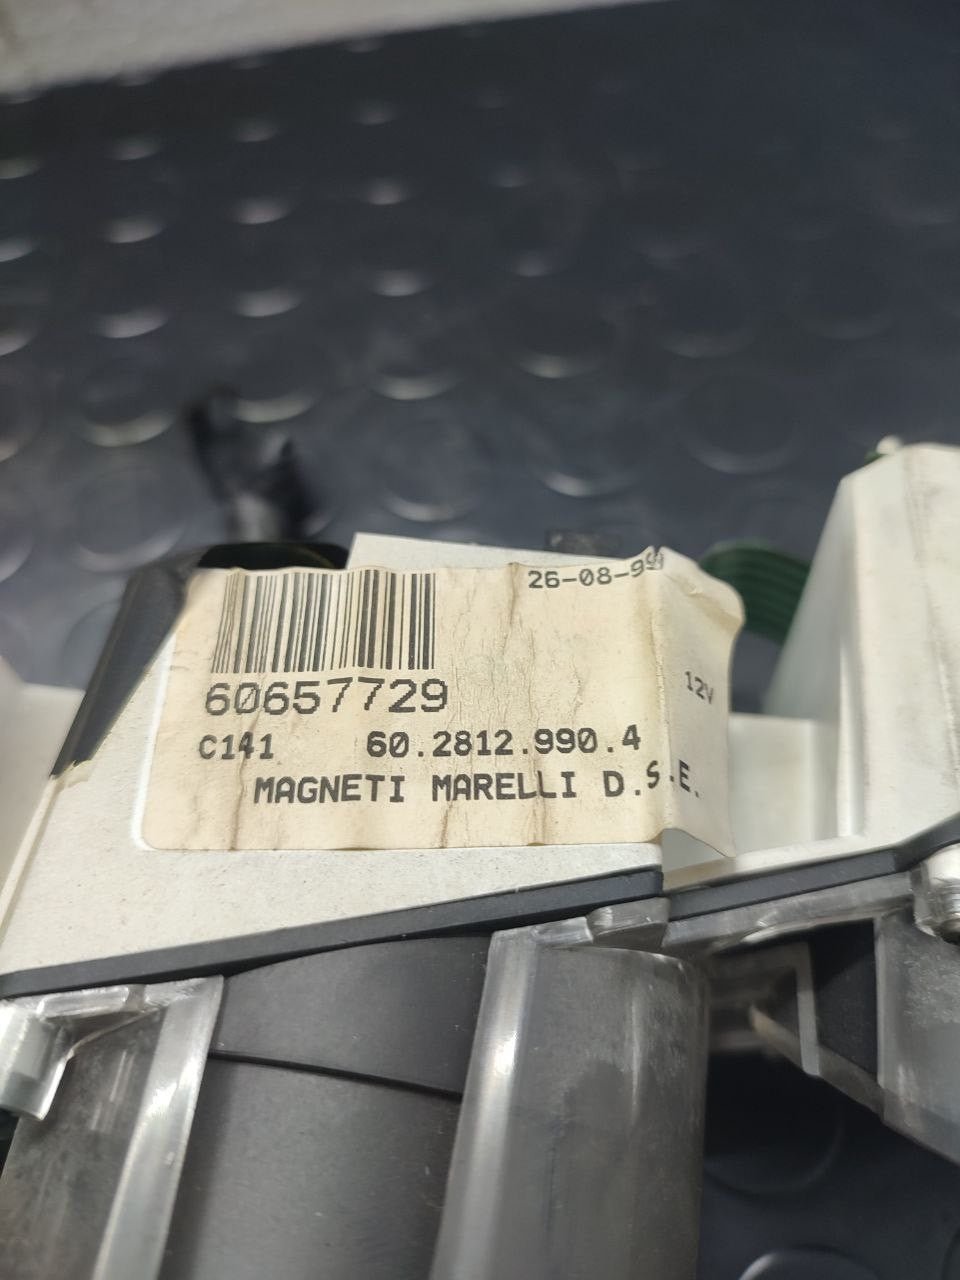 26-08-99
60657729
12V
C141 60.2812.990.4
MAGNETI MARELLI D.S.E.